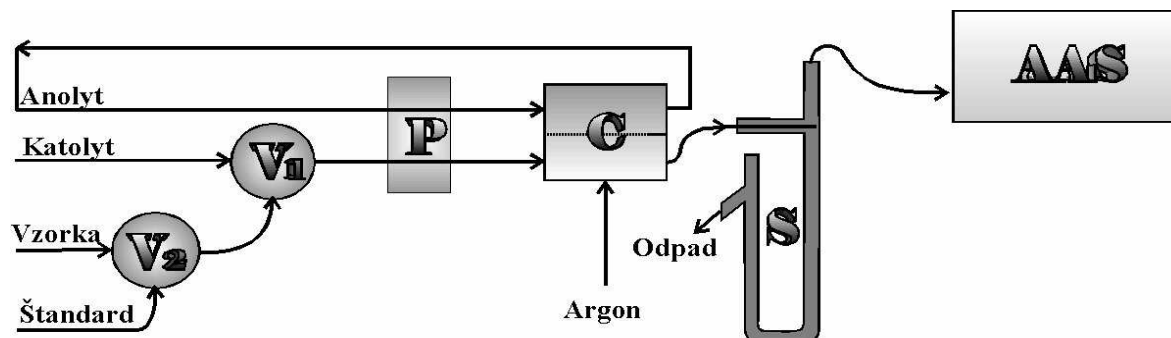 AAS
Anolyt
P
C
Katolyt
V1
Vzorka
V2
S
Odpad
Štandard
Argon